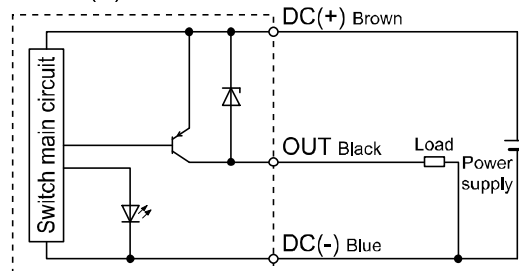 DC(+) Brown
Switch main circuit
OUT Black
Load
Power
supply
DC(-) Blue